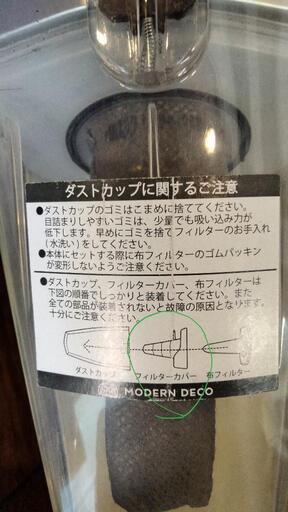 ダストカップに関するご注意
●ダストカップのゴミはこまめに捨ててください。
目詰まりしやすいゴミは、少量でも吸い込み力が
低下します。早めにゴミを捨てフィルターのお手入れ
(水洗い)をしてください。
●本体にセットする際に布フィルターのゴムパッキン
が変形しないようご注意ください。
●ダストカップ、フィルターカバー、布フィルターは
下図の順番でしっかりと装着してください。また
全ての部品が装着されないと故障の原因となります。
十分にご注意ください。
ダストカップ フィルターカバー 布フィルター
MODERN DECO